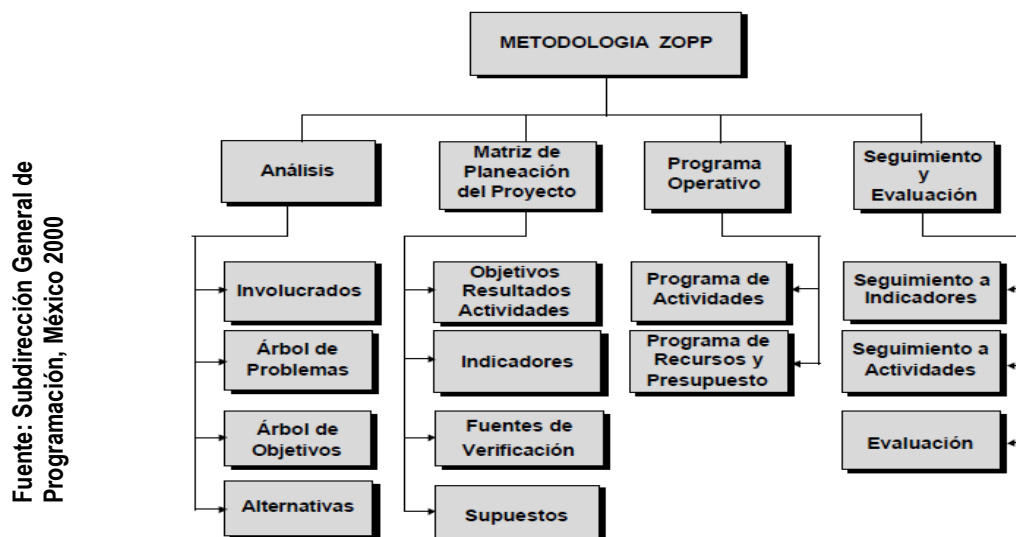 METODOLOGIA ZOPP
Análisis
Matriz de
Planeación
del Proyecto
Programa
Operativo
Seguimiento
y
Evaluación
Involucrados
Árbol de
Problemas
Árbol de
Objetivos
Alternativas
Objetivos
Resultados
Actividades
Indicadores
Fuentes de
Verificación
Supuestos
Programa de
Actividades
Programa de
Recursos y
Presupuesto
Seguimiento a
Indicadores
Seguimiento a
Actividades
Evaluación
Fuente: Subdirección General de
Programación, México 2000